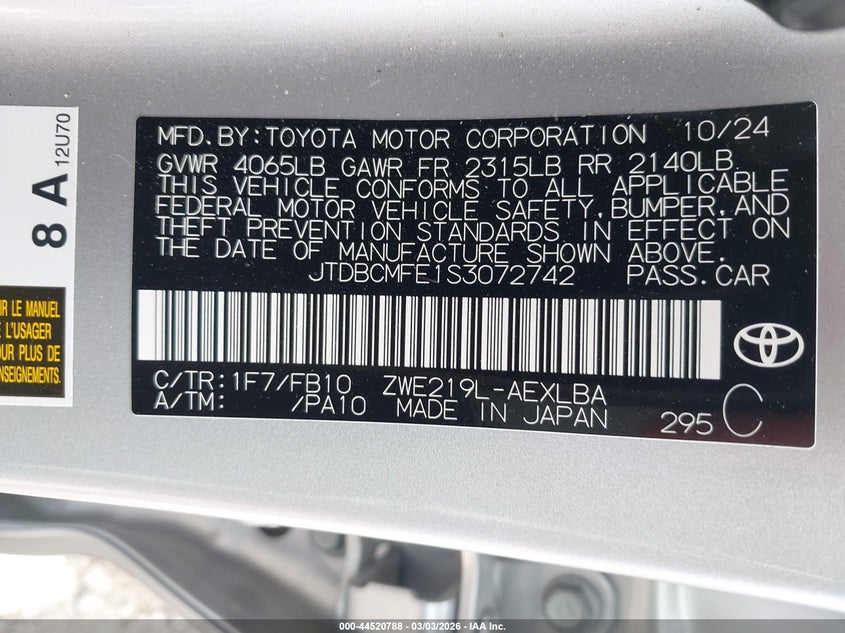 MFD.BY:TOYOTA MOTOR CORPORATION 10/24
GVWR 4065LB GAWR FR 2315LB RR 2140LB
THIS VEHICLE CONFORMS TO ALL APPLICABLE
FEDERAL MOTOR VEHICLE SAFETY,BUMPER,AND
THEFT PREVENTION STANDARDS IN EFFECT ON
THE DATE OF MANUFACTURE SHOWN ABOVE.
JTDBCMFE1S3072742 PASS.CAR
C/TR:1F7/FB10 ZWE219L-AEXLBA
A/TM: /PA10 MADE IN JAPAN 295 C
8 A
12U70
LE MANUEL
L'USAGER
PLUS DE
000-44520788 - 03/03/2026 - IAA Inc.